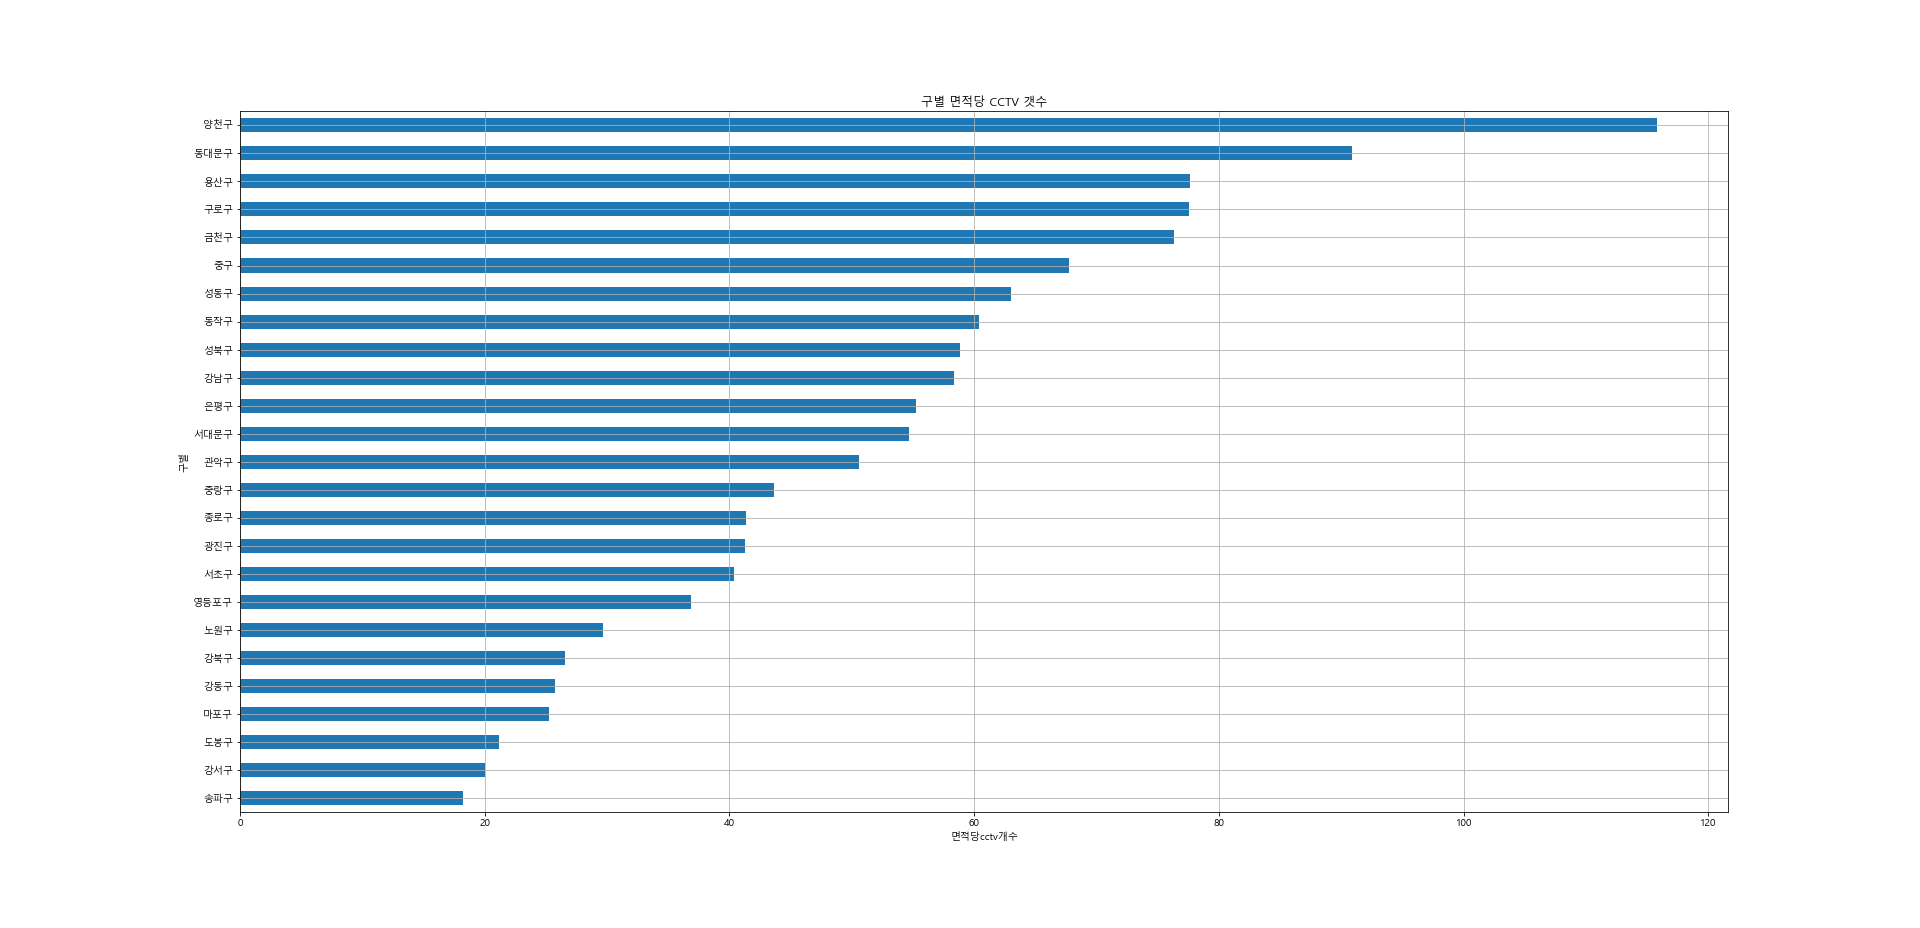 구별 면적당 CCTV 갯수
양천구
동대문구
용산구
구로구
금천구
중구
성동구
동작구
성북구
강남구
은평구
서대문구
관악구
중랑구
종로구
광진구
서초구
영등포구
노원구
강북구
강동구
마포구
도봉구
강서구
송파구
구별
0 20 40 60 80 100 120
면적당cctv개수